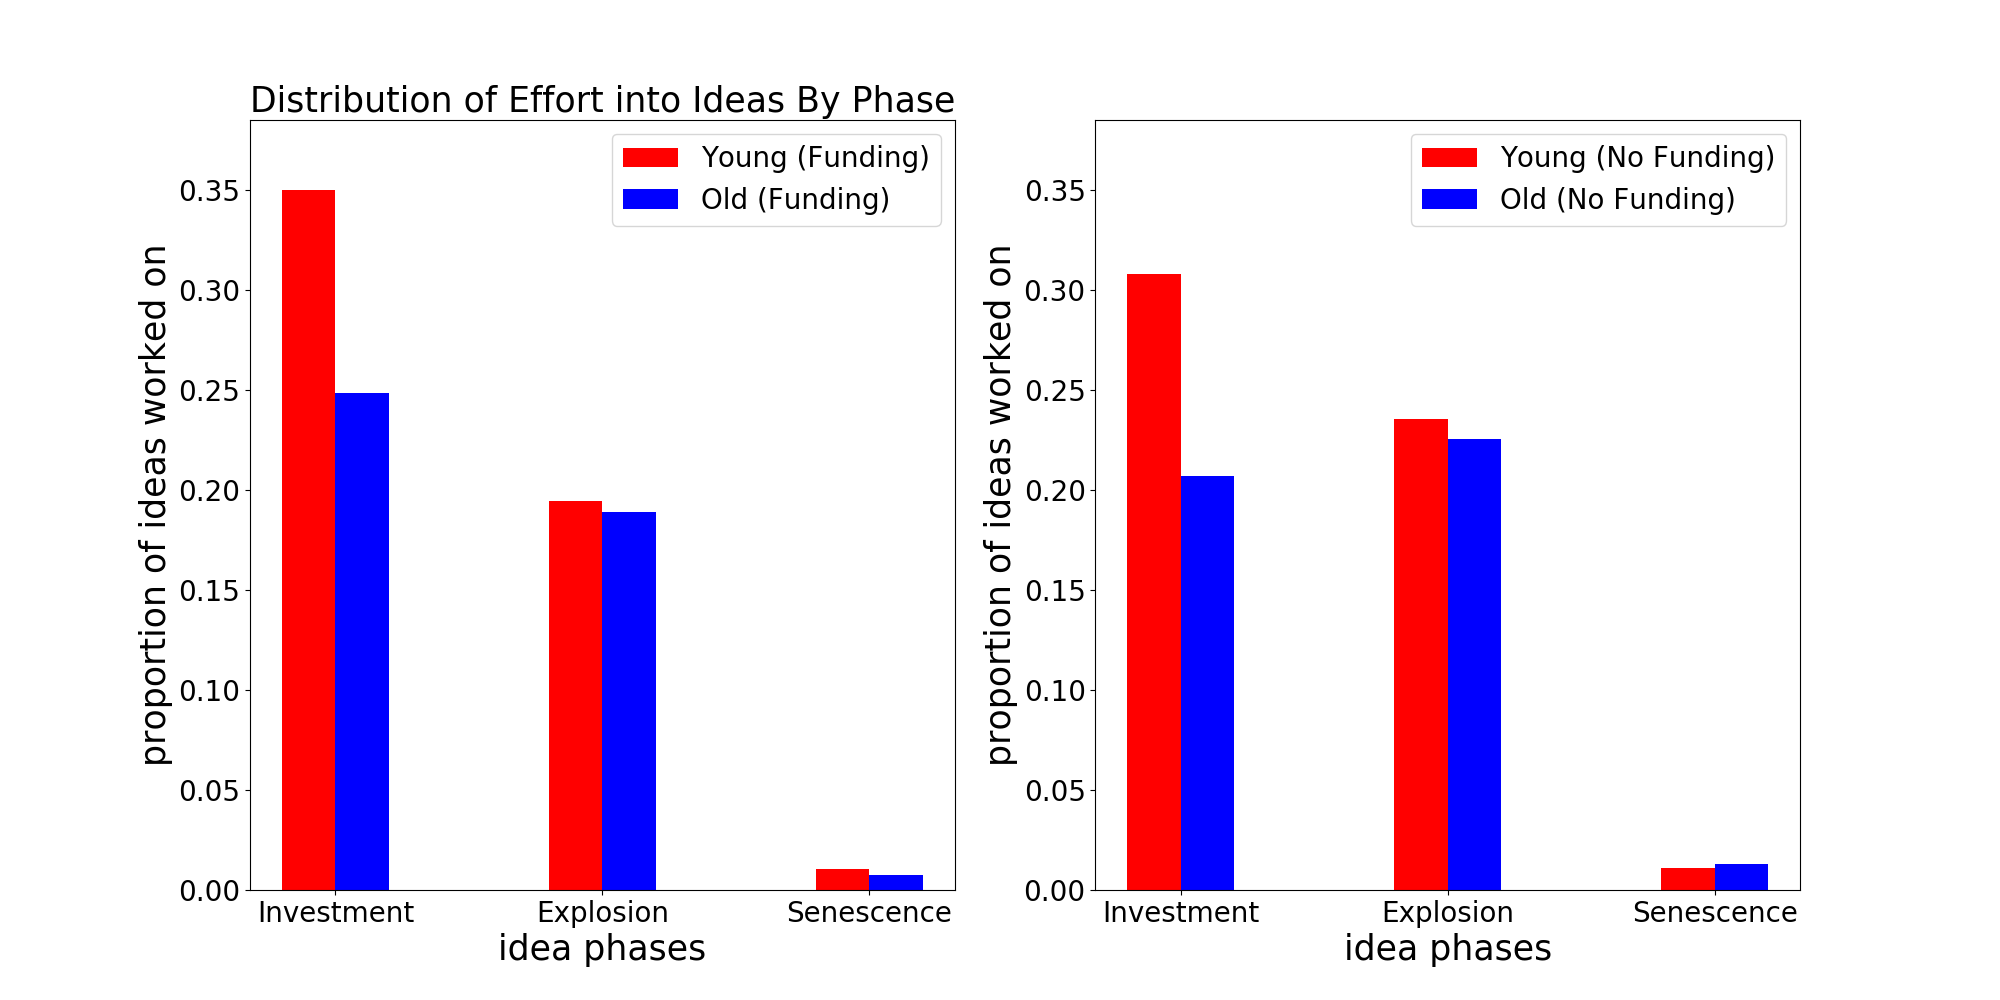 Distribution of Effort into Ideas By Phase
Young (Funding)
Old (Funding)
proportion of ideas worked on
0.35
0.30
0.25
0.20
0.15
0.10
0.05
0.00
Investment Explosion Senescence
idea phases
Young (No Funding)
Old (No Funding)
proportion of ideas worked on
0.35
0.30
0.25
0.20
0.15
0.10
0.05
0.00
Investment Explosion Senescence
idea phases